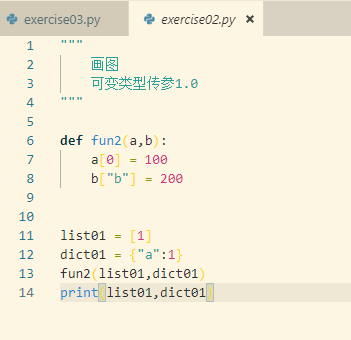 exercise03.py exercise02.py ×
1 """
2 画图
3 可变类型传参1.0
4 """
5
6 def fun2(a,b):
7 a[0] = 100
8 b["b"] = 200
9
10
11 list01 = [1]
12 dict01 = {"a":1}
13 fun2(list01,dict01)
14 print(list01,dict01)